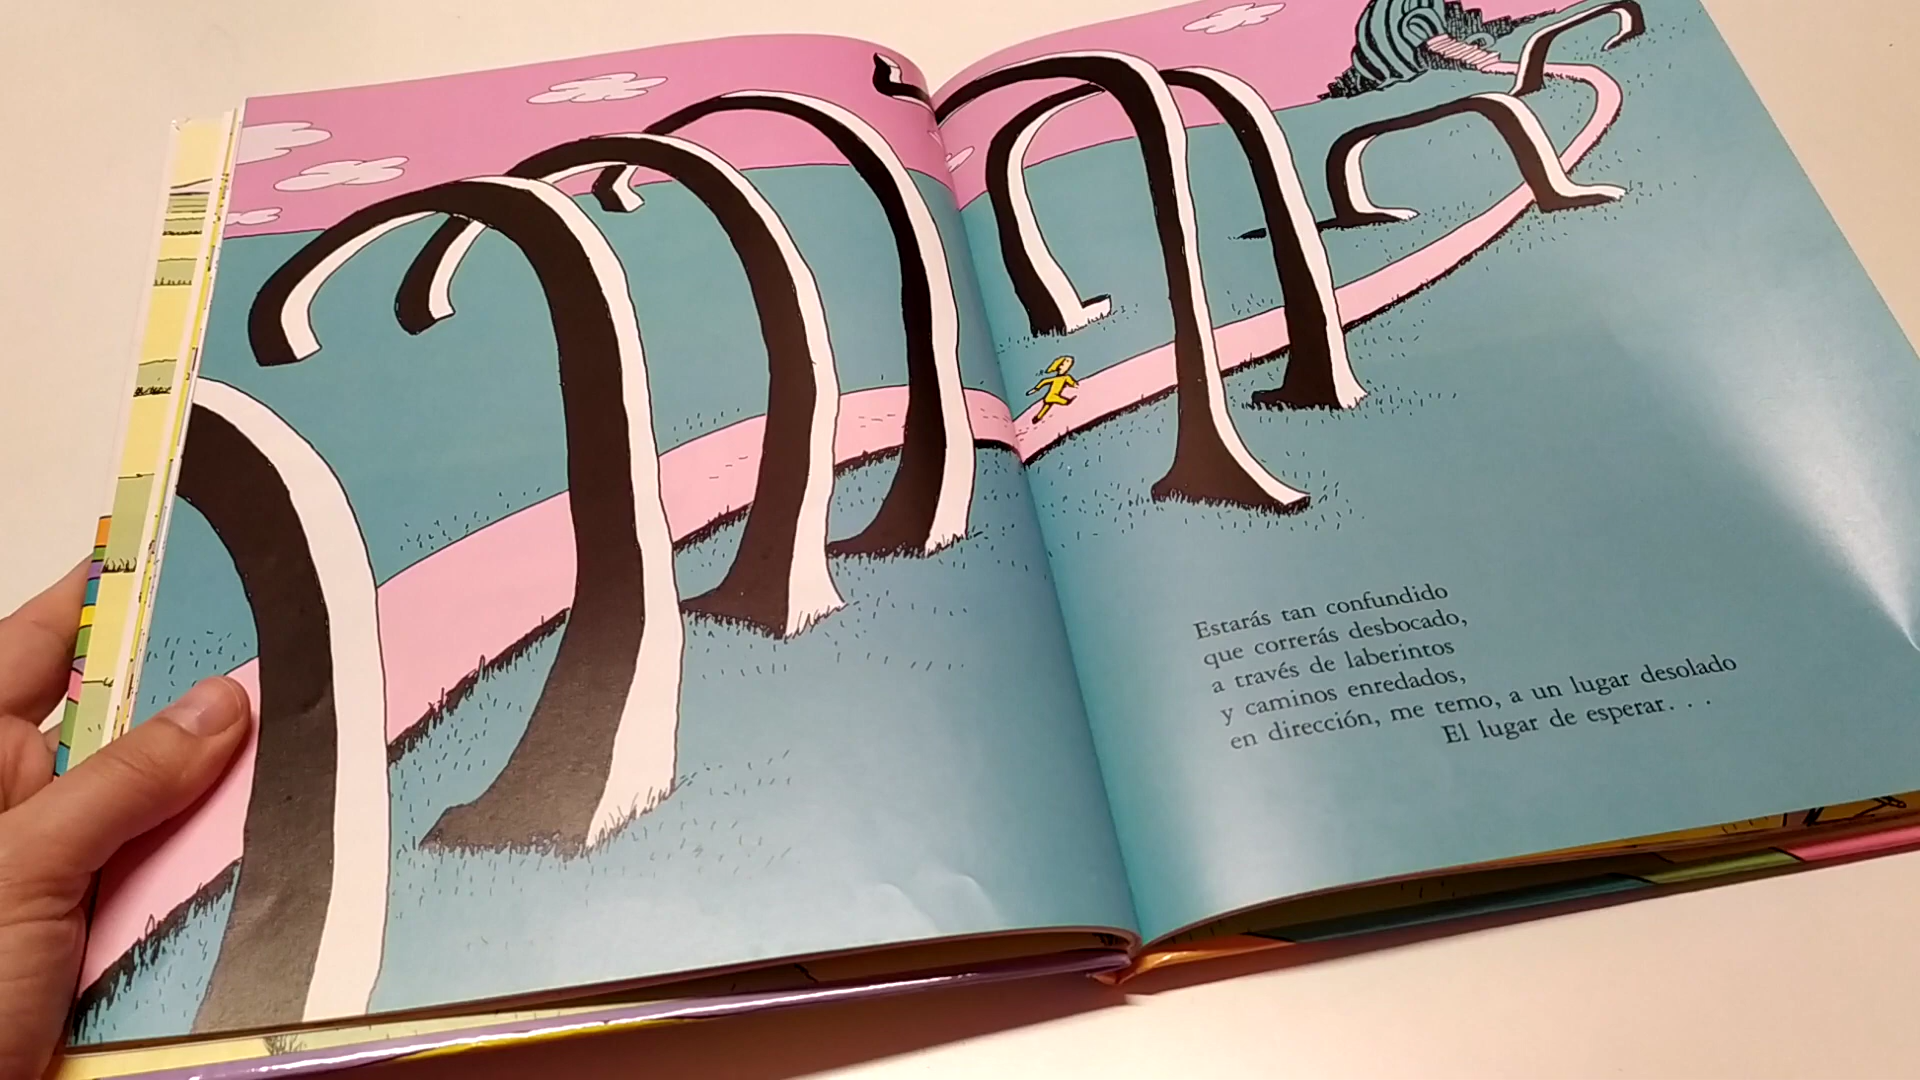 Estarás tan confundido
que correrás desbocado,
a través de laberintos
y caminos enredados,
en dirección, me temo, a un lugar desolado
El lugar de esperar. . .